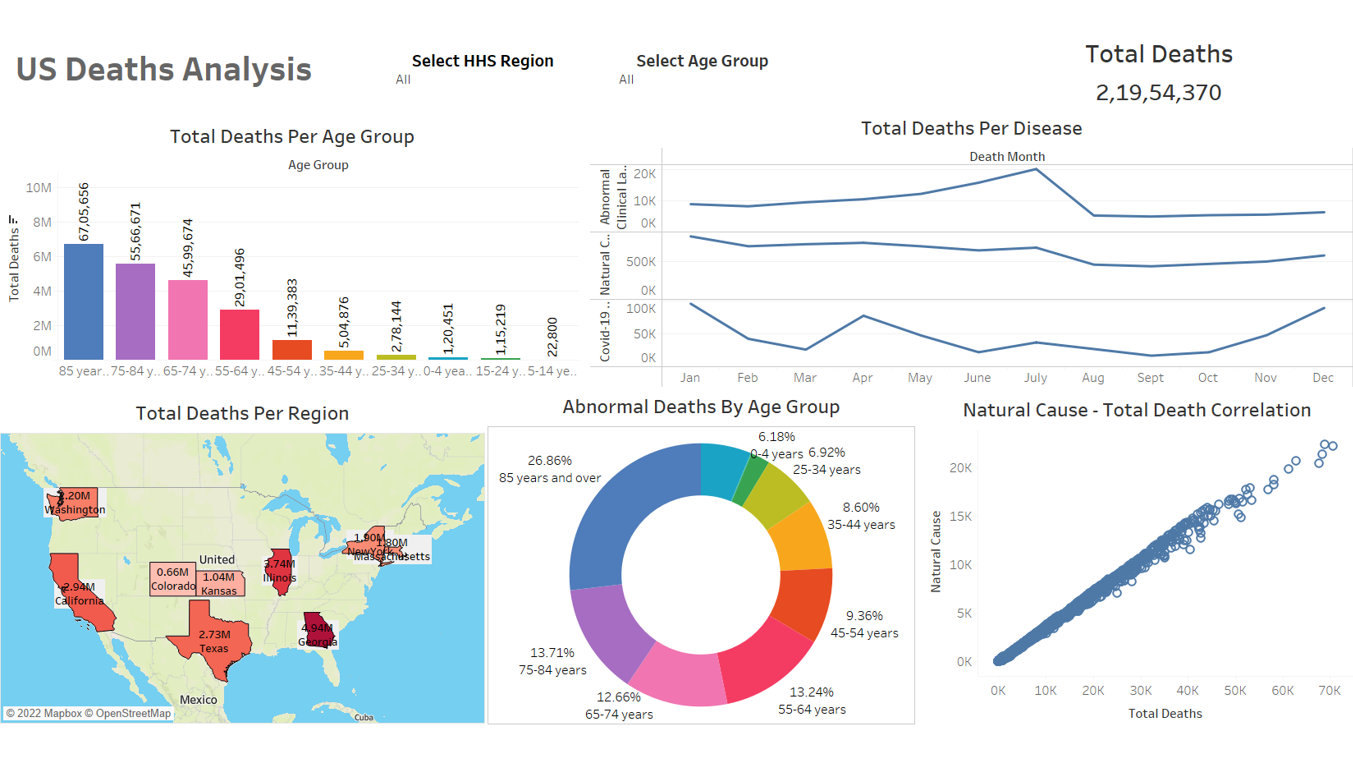 US Deaths Analysis
Select HHS Region
All
Select Age Group
All
Total Deaths
2,19,54,370
Total Deaths Per Age Group
Age Group
Total Deaths
10M
8M
6M
4M
2M
0M
67,05,656
55,66,671
45,99,674
29,01,496
11,39,383
5,04,876
2,78,144
1,20,451
1,15,219
22,800
85 year.. 75-84 y.. 65-74 y.. 55-64 y.. 45-54 y.. 35-44 y.. 25-34 y.. 0-4 yea.. 15-24 y.. 5-14 ye..
Total Deaths Per Disease
Death Month
Abnormal
Clinical La..
20K
10K
0K
Natural C..
500K
0K
Covid-19 ..
100K
50K
0K
Jan Feb Mar Apr May June July Aug Sept Oct Nov Dec
Total Deaths Per Region
2.20M
Washington
2.94M
California
0.66M
Colorado
United
1.04M
Kansas
2.73M
Texas
3.74M
Illinois
4.94M
Georgia
1.90M
NewYork
1.80M
Massachusetts
Mexico
Cuba
© 2022 Mapbox © OpenStreetMap
Abnormal Deaths By Age Group
6.18%
0-4 years
6.92%
25-34 years
8.60%
35-44 years
9.36%
45-54 years
13.24%
55-64 years
12.66%
65-74 years
13.71%
75-84 years
26.86%
85 years and over
Natural Cause - Total Death Correlation
Natural Cause
20K
15K
10K
5K
0K
0K 10K 20K 30K 40K 50K 60K 70K
Total Deaths